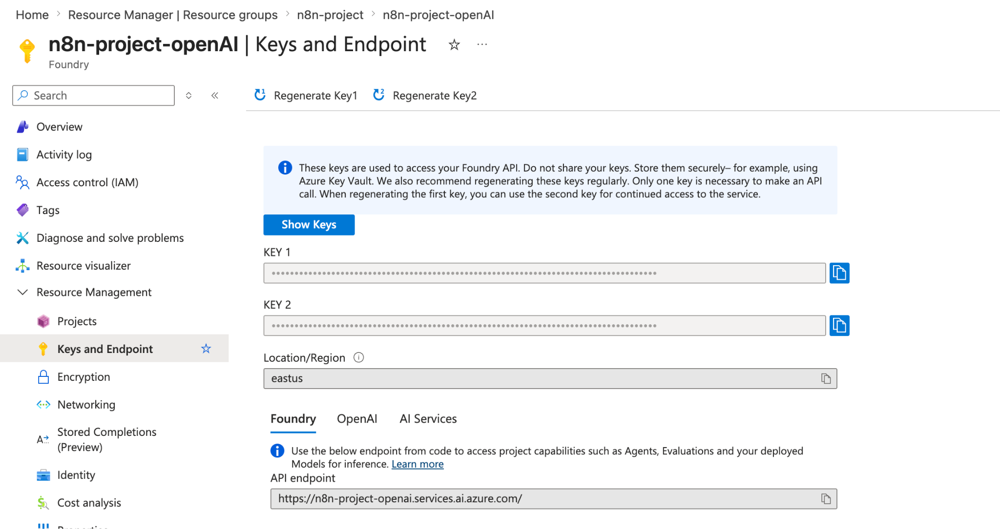 Home > Resource Manager | Resource groups > n8n-project > n8n-project-openAI
n8n-project-openAI | Keys and Endpoint
Foundry
Search
Regenerate Key1
Regenerate Key2
Overview
Activity log
Access control (IAM)
Tags
Diagnose and solve problems
Resource visualizer
Resource Management
Projects
Keys and Endpoint
Encryption
Networking
Stored Completions
(Preview)
Identity
Cost analysis
These keys are used to access your Foundry API. Do not share your keys. Store them securely– for example, using
Azure Key Vault. We also recommend regenerating these keys regularly. Only one key is necessary to make an API
call. When regenerating the first key, you can use the second key for continued access to the service.
Show Keys
KEY 1
KEY 2
Location/Region
eastus
Foundry
OpenAI
AI Services
Use the below endpoint from code to access project capabilities such as Agents, Evaluations and your deployed
Models for inference. Learn more
API endpoint
https://n8n-project-openai.services.ai.azure.com/